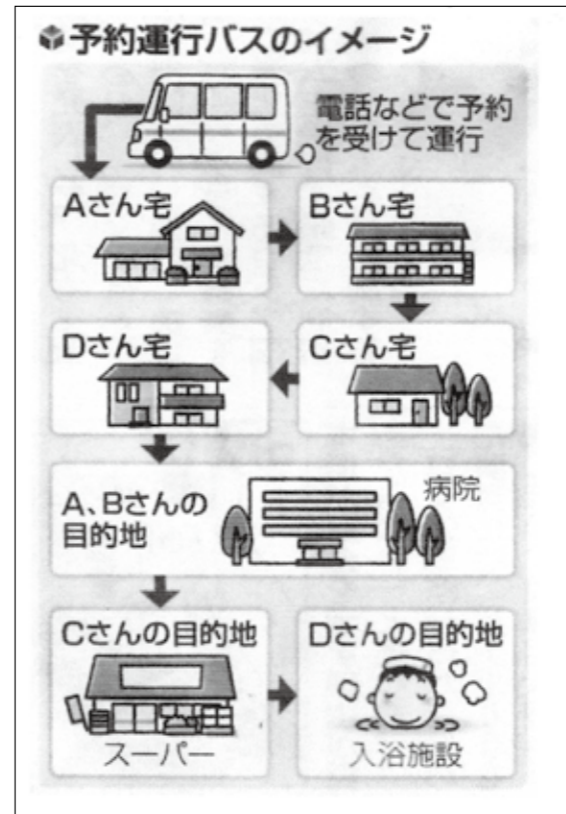 予約運行バスのイメージ
電話などで予約
を受けて運行
Aさん宅
Bさん宅
Dさん宅
Cさん宅
A、Bさんの
目的地
病院
Cさんの目的地
スーパー
Dさんの目的地
入浴施設